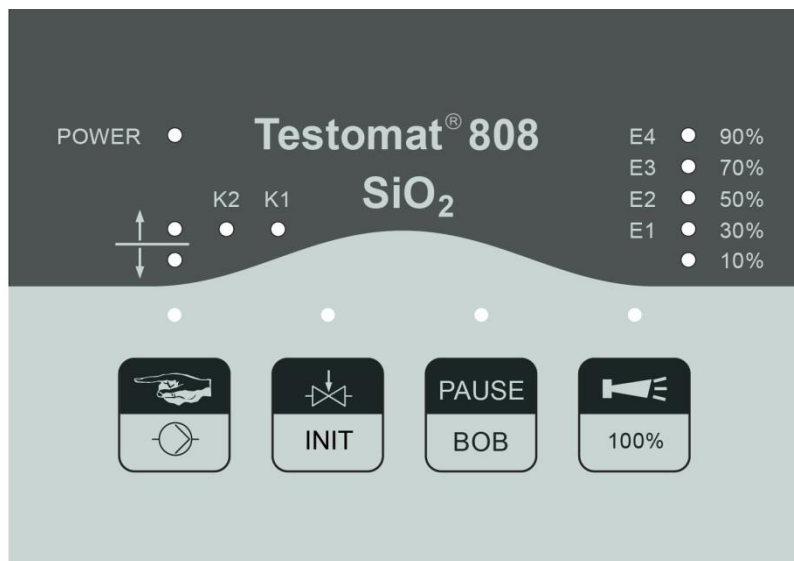 POWER
Testomat® 808
SiO₂
K2 K1
E4 90%
E3 70%
E2 50%
E1 30%
10%
INIT
PAUSE
BOB
100%